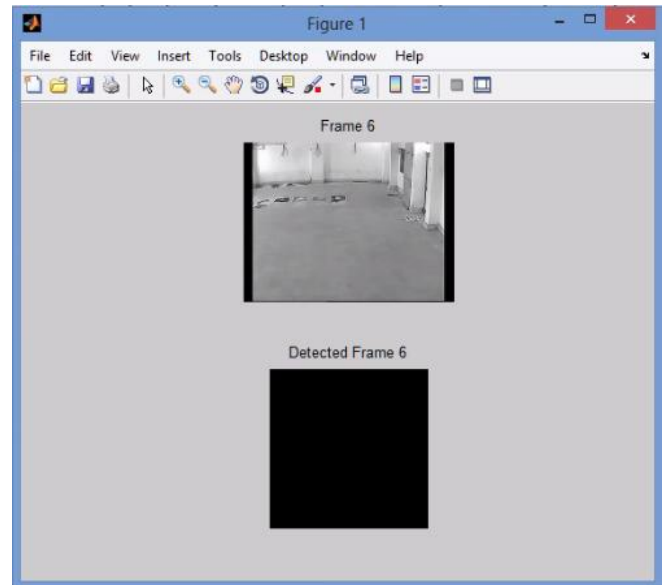 Figure 1
File Edit View Insert Tools Desktop Window Help
Frame 6
Detected Frame 6